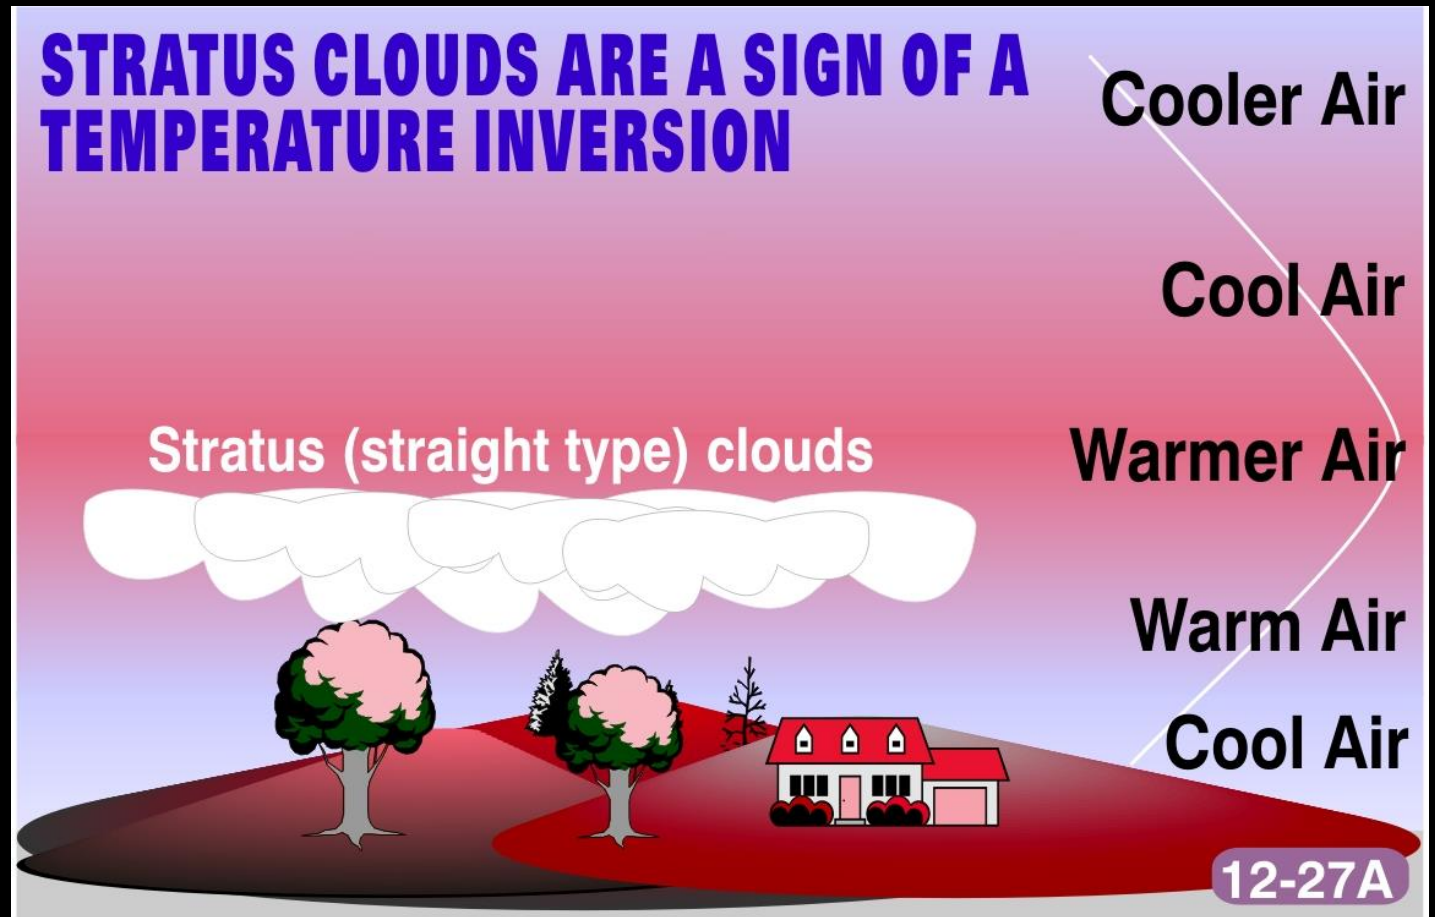 STRATUS CLOUDS ARE A SIGN OF A
TEMPERATURE INVERSION
Cooler Air
Cool Air
Stratus (straight type) clouds
Warmer Air
Warm Air
Cool Air
12-27A